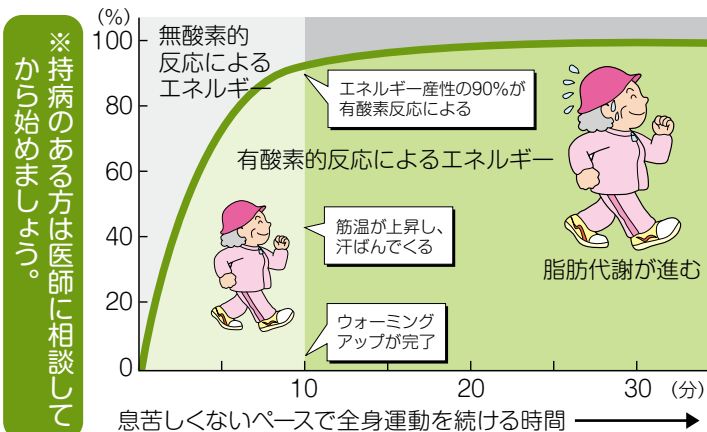 ※持病のある方は医師に相談して
から始めましょう。
(%)
100
80
60
40
20
0
無酸素的
反応による
エネルギー
エネルギー産性の90%が
有酸素反応による
有酸素的反応によるエネルギー
筋温が上昇し、
汗ばんでくる
脂肪代謝が進む
ウォーミング
アップが完了
10
20
30
(分)
息苦しくないペースで全身運動を続ける時間